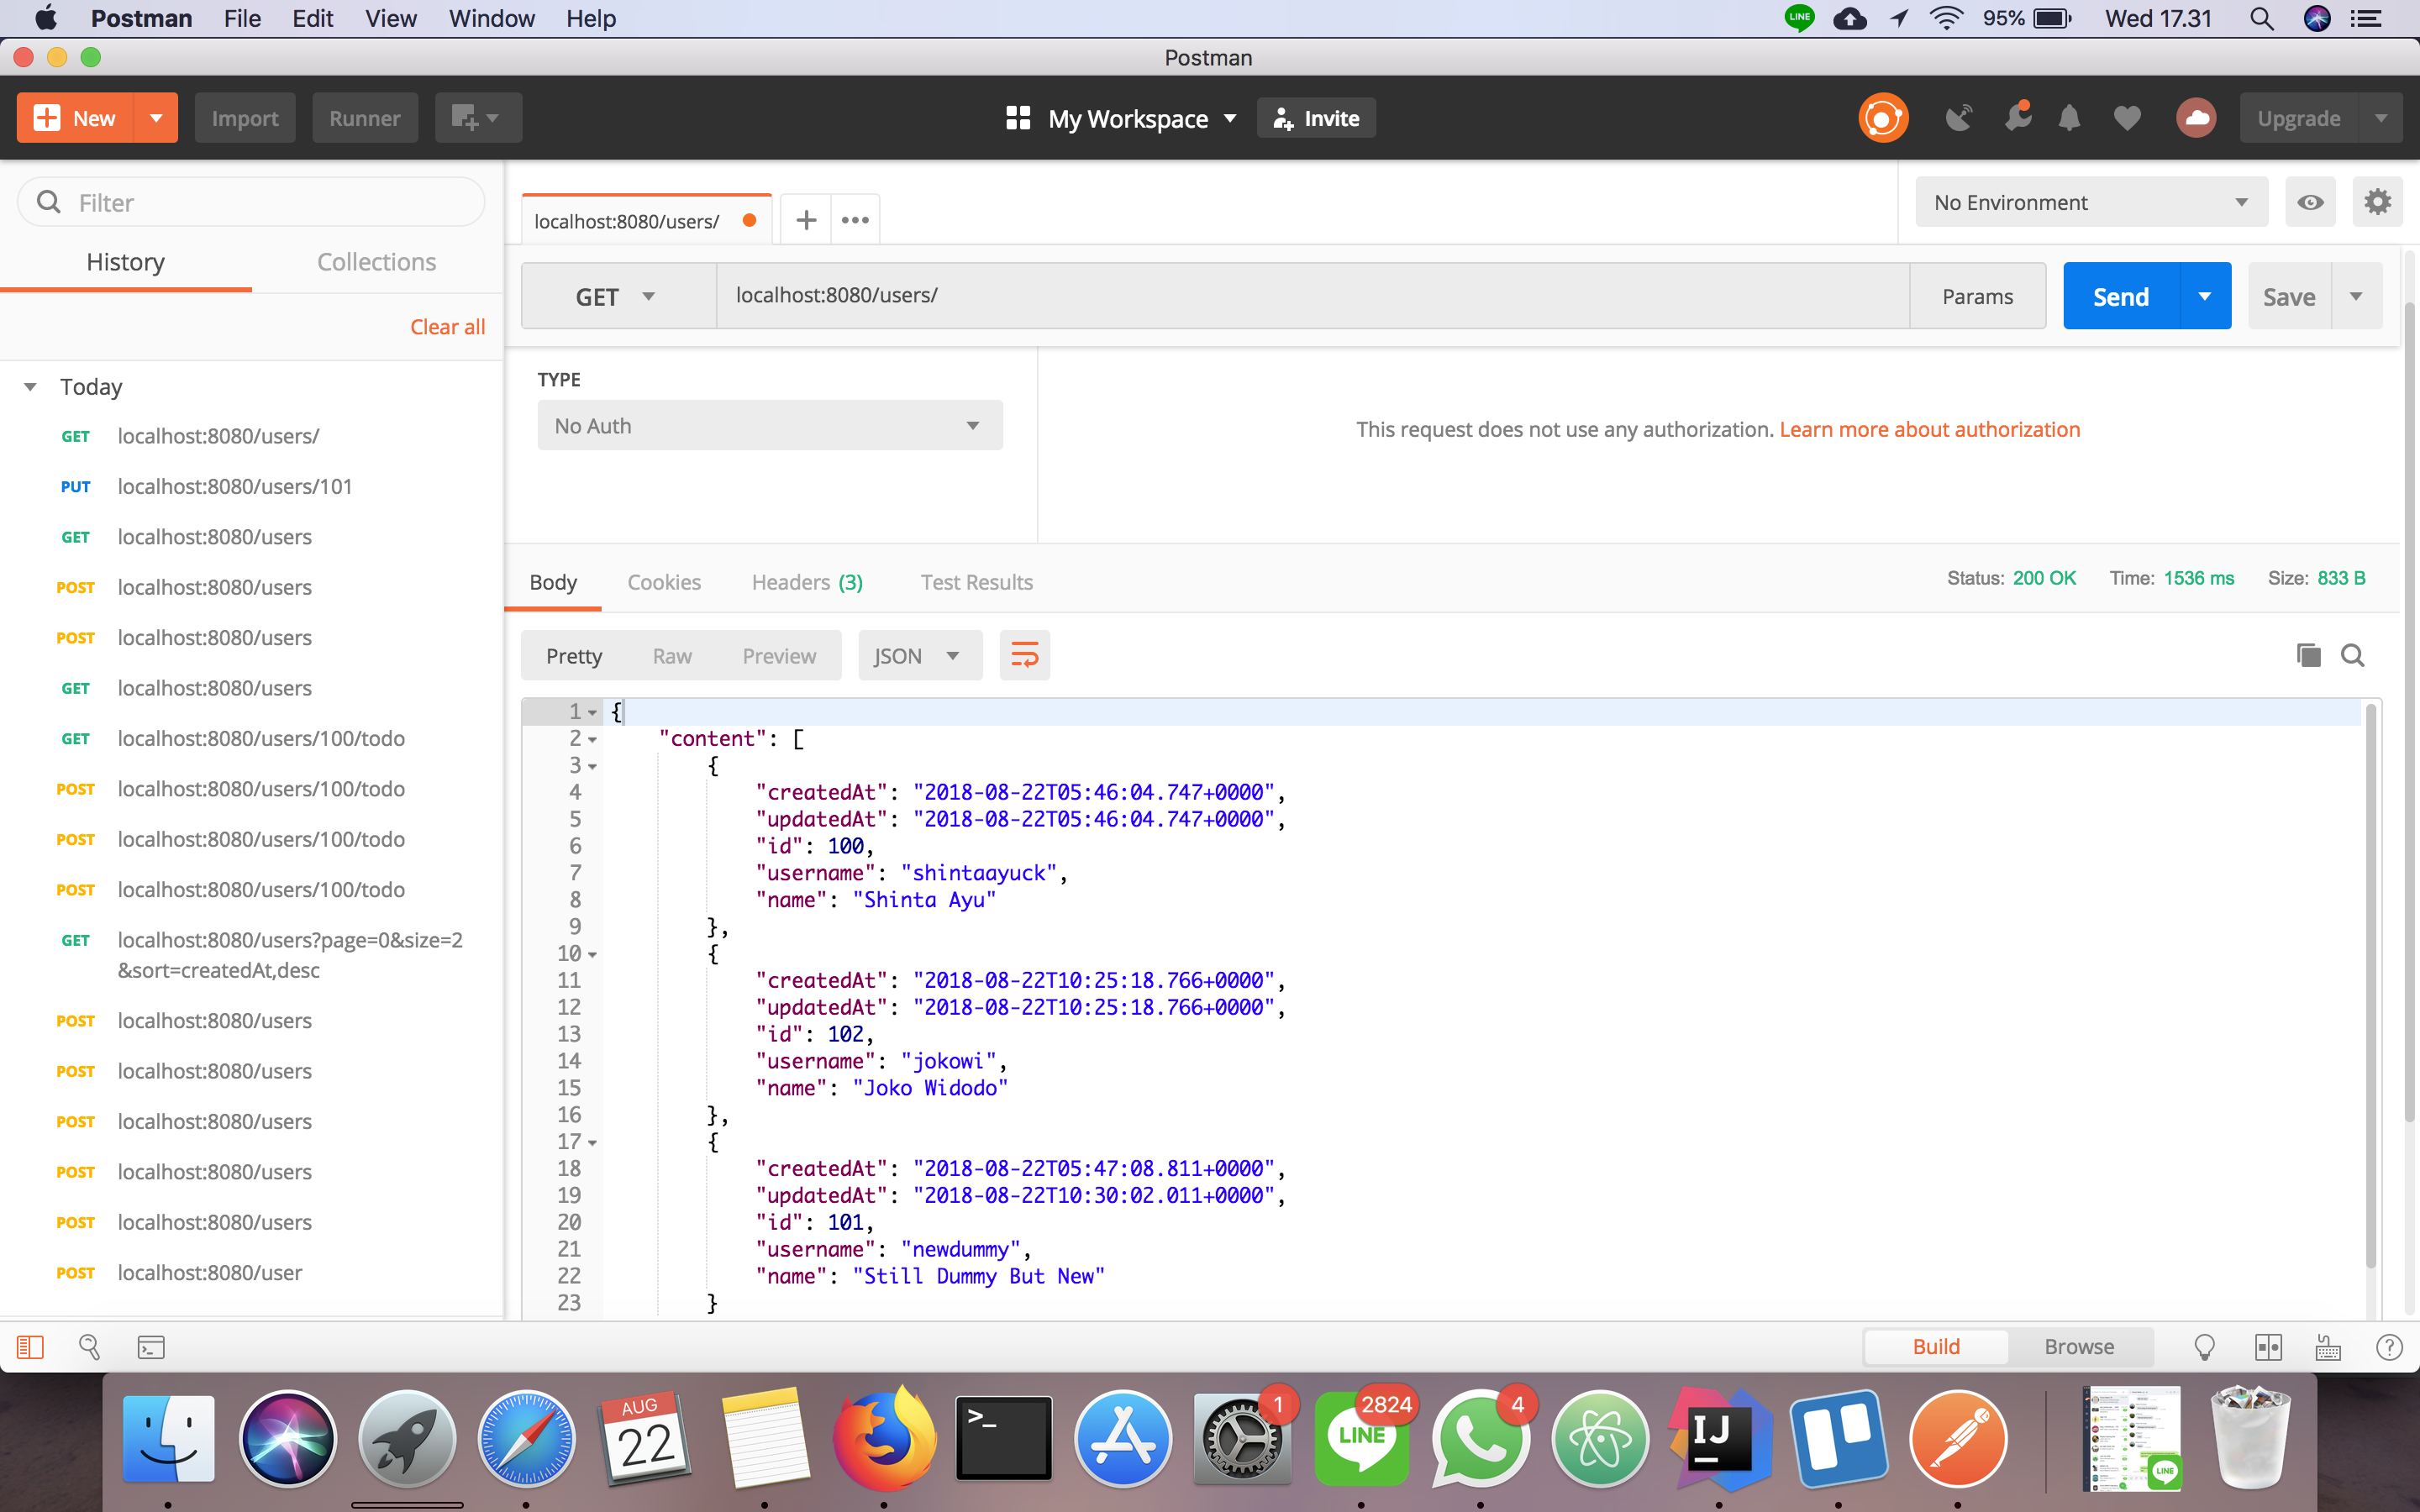 Postman File Edit View Window Help LINE 95% Wed 17.31
Postman
New Import Runner My Workspace Invite Upgrade
Filter
History Collections
Clear all
Today
GET localhost:8080/users/
PUT localhost:8080/users/101
GET localhost:8080/users
POST localhost:8080/users
POST localhost:8080/users
GET localhost:8080/users
GET localhost:8080/users/100/todo
POST localhost:8080/users/100/todo
POST localhost:8080/users/100/todo
POST localhost:8080/users/100/todo
GET localhost:8080/users?page=0&size=2
&sort=createdAt,desc
POST localhost:8080/users
POST localhost:8080/users
POST localhost:8080/users
POST localhost:8080/users
POST localhost:8080/users
POST localhost:8080/user
localhost:8080/users/
No Environment
GET localhost:8080/users/ Params Send Save
TYPE
No Auth
This request does not use any authorization. Learn more about authorization
Body Cookies Headers (3) Test Results Status: 200 OK Time: 1536 ms Size: 833 B
Pretty Raw Preview JSON
1 {
2 "content": [
3 {
4 "createdAt": "2018-08-22T05:46:04.747+0000",
5 "updatedAt": "2018-08-22T05:46:04.747+0000",
6 "id": 100,
7 "username": "shintaayuck",
8 "name": "Shinta Ayu"
9 },
10 {
11 "createdAt": "2018-08-22T10:25:18.766+0000",
12 "updatedAt": "2018-08-22T10:25:18.766+0000",
13 "id": 102,
14 "username": "jokowi",
15 "name": "Joko Widodo"
16 },
17 {
18 "createdAt": "2018-08-22T05:47:08.811+0000",
19 "updatedAt": "2018-08-22T10:30:02.011+0000",
20 "id": 101,
21 "username": "newdummy",
22 "name": "Still Dummy But New"
23 }
Build Browse
AUG
22
>_
1
2824
LINE
4
IJ
LINE